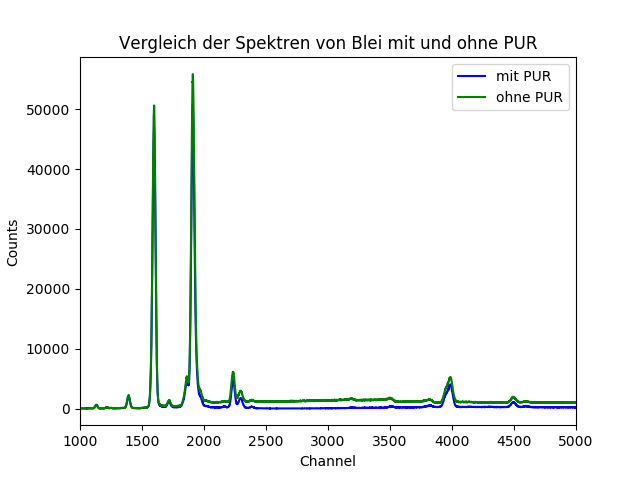 Vergleich der Spektren von Blei mit und ohne PUR
mit PUR
ohne PUR
50000
40000
30000
20000
10000
0
Counts
1000 1500 2000 2500 3000 3500 4000 4500 5000
Channel